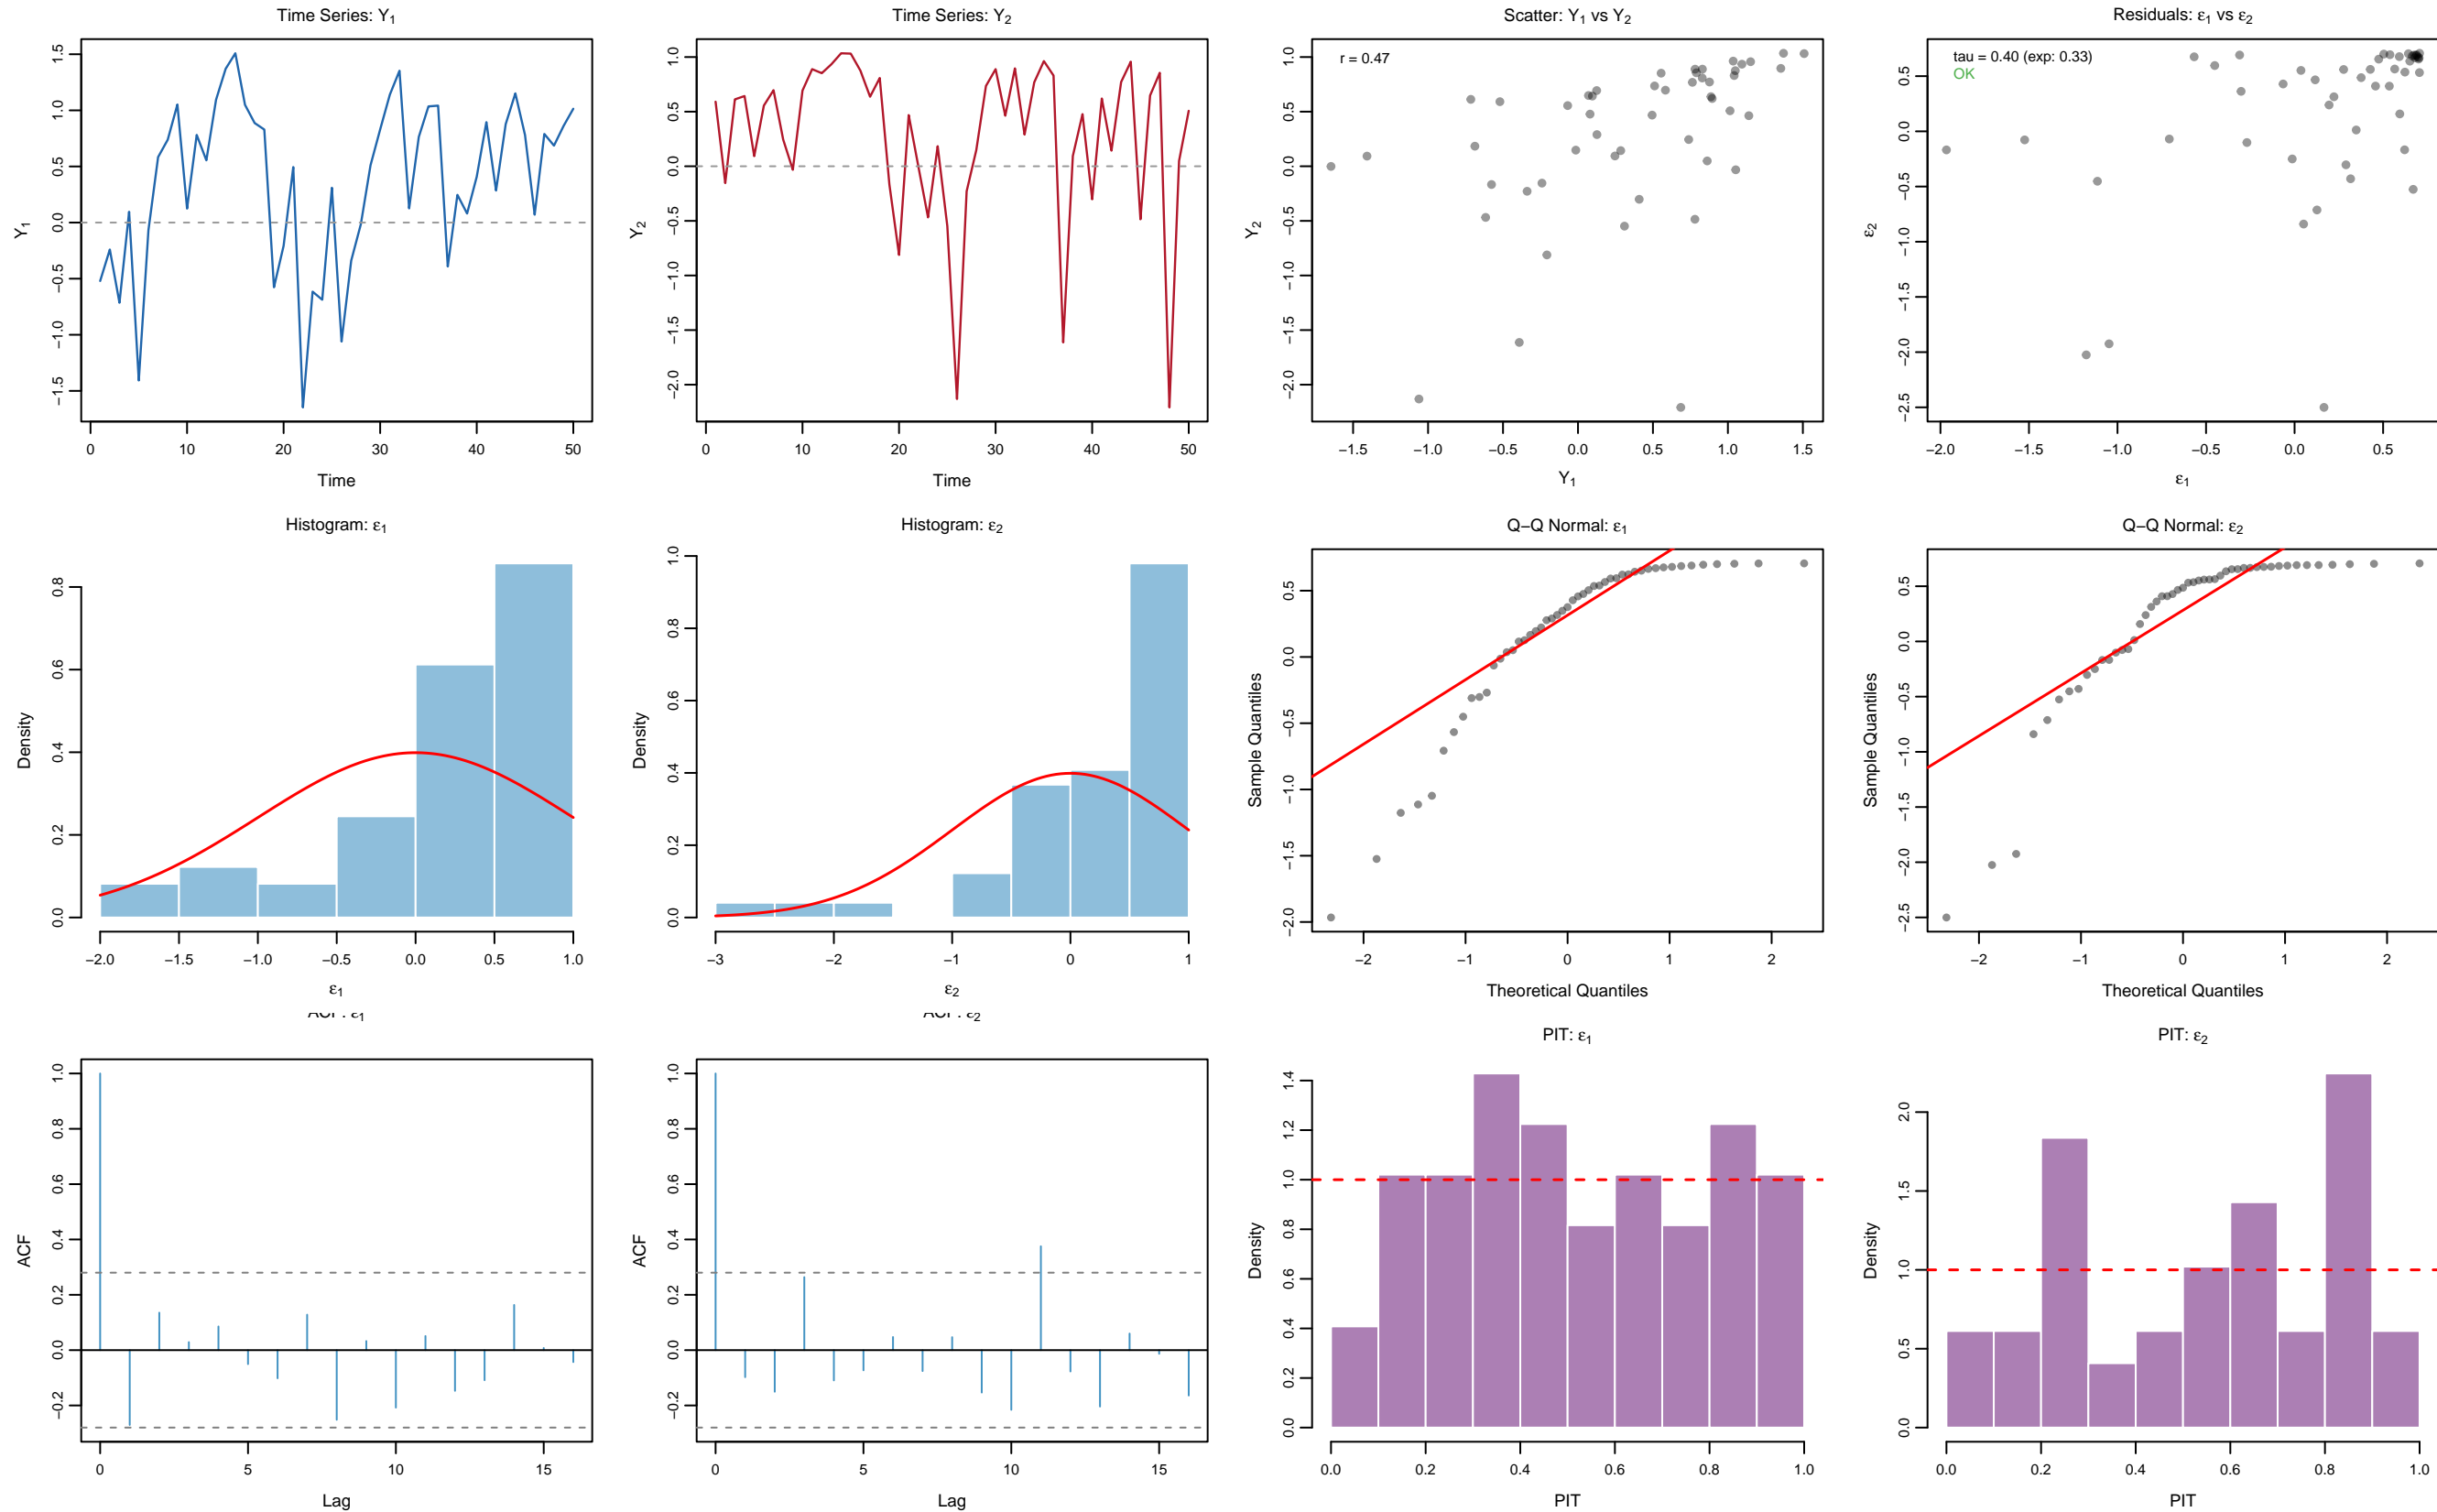 Time Series: Y₁
1.5
1.0
0.5
0.0
−0.5
−1.0
−1.5
Y₁
0 10 20 30 40 50
Time
Time Series: Y₂
1.0
0.5
0.0
−0.5
−1.0
−1.5
−2.0
Y₂
0 10 20 30 40 50
Time
Scatter: Y₁ vs Y₂
r = 0.47
1.0
0.5
0.0
−0.5
−1.0
−1.5
−2.0
Y₂
−1.5 −1.0 −0.5 0.0 0.5 1.0 1.5
Y₁
Residuals: ε₁ vs ε₂
tau = 0.40 (exp: 0.33)
OK
0.5
0.0
−0.5
−1.0
−1.5
−2.0
−2.5
ε₂
−2.0 −1.5 −1.0 −0.5 0.0 0.5
ε₁
Histogram: ε₁
0.8
0.6
0.4
0.2
0.0
Density
−2.0 −1.5 −1.0 −0.5 0.0 0.5 1.0
ε₁
Histogram: ε₂
1.0
0.8
0.6
0.4
0.2
0.0
Density
−3 −2 −1 0 1
ε₂
Q−Q Normal: ε₁
0.5
0.0
−0.5
−1.0
−1.5
−2.0
Sample Quantiles
−2 −1 0 1 2
Theoretical Quantiles
Q−Q Normal: ε₂
0.5
0.0
−0.5
−1.0
−1.5
−2.0
−2.5
Sample Quantiles
−2 −1 0 1 2
Theoretical Quantiles
ACF: ε₁
1.0
0.8
0.6
0.4
0.2
0.0
−0.2
ACF
0 5 10 15
Lag
ACF: ε₂
1.0
0.8
0.6
0.4
0.2
0.0
−0.2
ACF
0 5 10 15
Lag
PIT: ε₁
1.4
1.2
1.0
0.8
0.6
0.4
0.2
0.0
Density
0.0 0.2 0.4 0.6 0.8 1.0
PIT
PIT: ε₂
2.0
1.5
1.0
0.5
0.0
Density
0.0 0.2 0.4 0.6 0.8 1.0
PIT